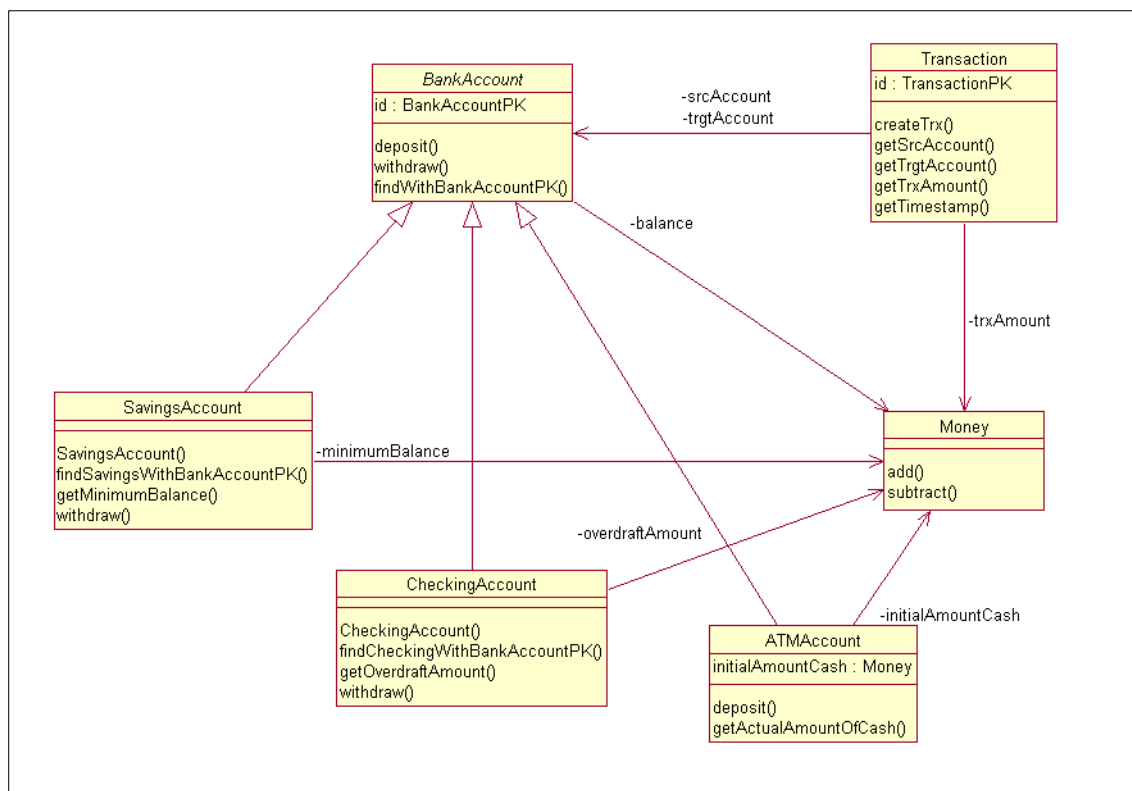 BankAccount
id : BankAccountPK
deposit()
withdraw()
findWithBankAccountPK()
-srcAccount
-trgtAccount
Transaction
id : TransactionPK
createTrx()
getSrcAccount()
getTrgtAccount()
getTrxAmount()
getTimestamp()
-balance
-trxAmount
SavingsAccount
SavingsAccount()
findSavingsWithBankAccountPK()
getMinimumBalance()
withdraw()
-minimumBalance
Money
add()
subtract()
-overdraftAmount
CheckingAccount
CheckingAccount()
findCheckingWithBankAccountPK()
getOverdraftAmount()
withdraw()
-initialAmountCash
ATMAccount
initialAmountCash : Money
deposit()
getActualAmountOfCash()